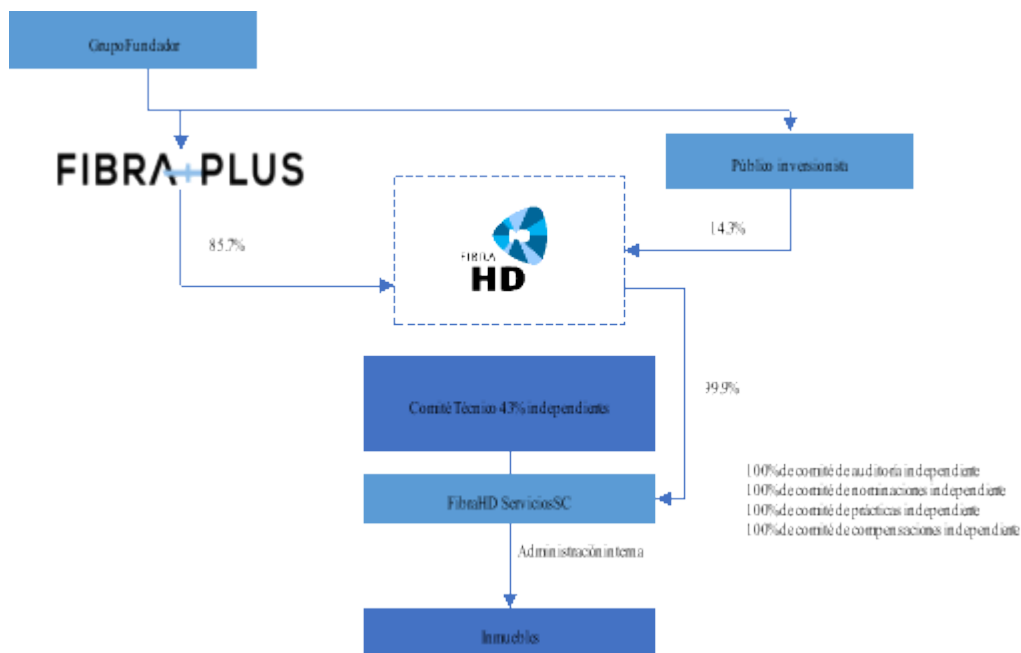 Grupo Fundador
FIBRA+PLUS
Público inversionista
85.7%
14.3%
FIBRA
HD
99.9%
Comité Técnico 43% independientes
100% de comité de auditoría independiente
100% de comité de nominaciones independiente
100% de comité de prácticas independiente
100% de comité de compensaciones independiente
FibraHD Servicios SC
Administración interna
Inmuebles